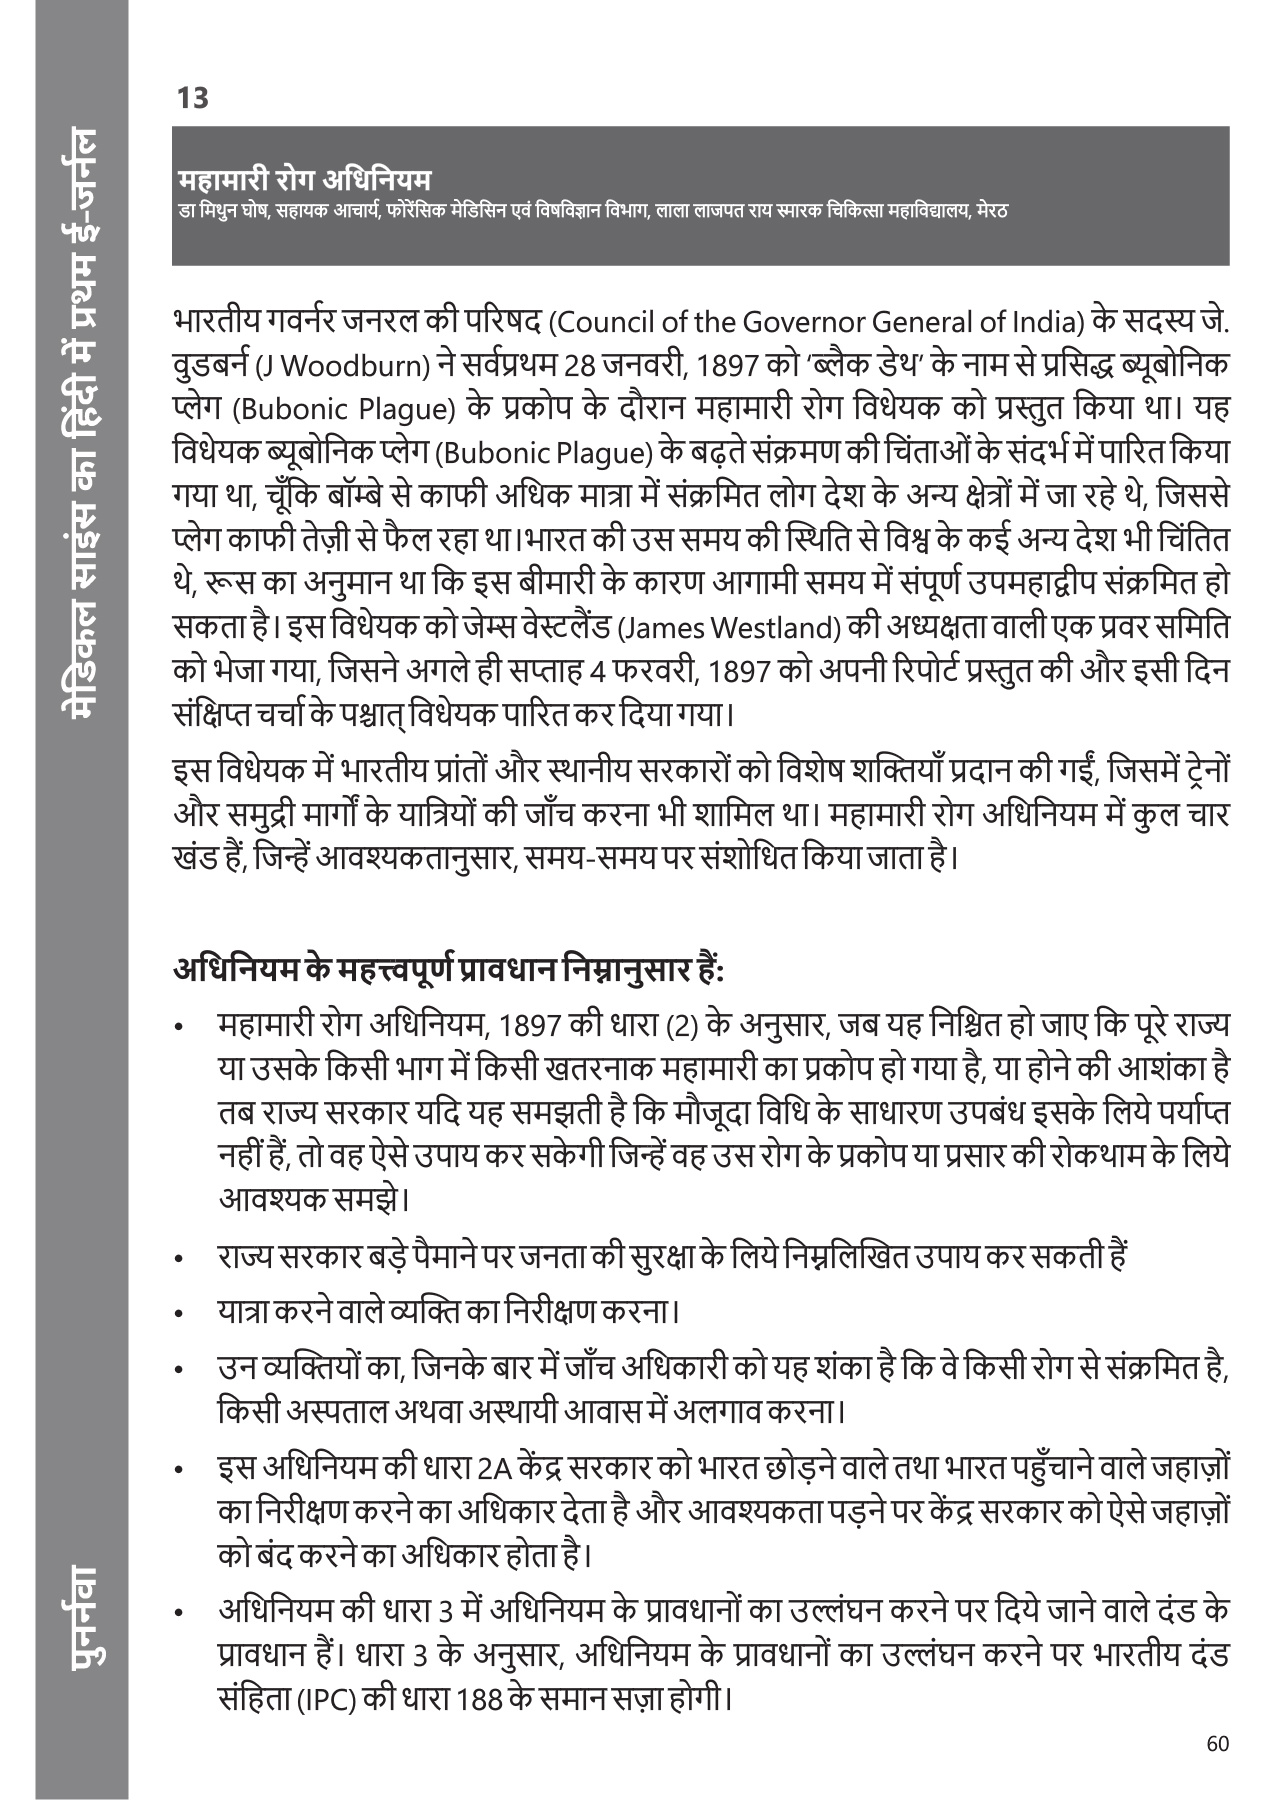 मेडिकल साइंस का हिंदी में प्रथम ई-जर्नल
पुनर्नवा
13
महामारी रोग अधिनियम
डा मिथुन घोष, सहायक आचार्य, फोरेंसिक मेडिसिन एवं विषविज्ञान विभाग, लाला लाजपत राय स्मारक चिकित्सा महाविद्यालय, मेरठ
भारतीय गवर्नर जनरल की परिषद (Council of the Governor General of India) के सदस्य जे.
वुडबर्न (J Woodburn) ने सर्वप्रथम 28 जनवरी, 1897 को ‘ब्लैक डेथ’ के नाम से प्रसिद्ध ब्यूबोनिक
प्लेग (Bubonic Plague) के प्रकोप के दौरान महामारी रोग विधेयक को प्रस्तुत किया था। यह
विधेयक ब्यूबोनिक प्लेग (Bubonic Plague) के बढ़ते संक्रमण की चिंताओं के संदर्भ में पारित किया
गया था, चूँकि बॉम्बे से काफी अधिक मात्रा में संक्रमित लोग देश के अन्य क्षेत्रों में जा रहे थे, जिससे
प्लेग काफी तेज़ी से फैल रहा था।भारत की उस समय की स्थिति से विश्व के कई अन्य देश भी चिंतित
थे, रूस का अनुमान था कि इस बीमारी के कारण आगामी समय में संपूर्ण उपमहाद्वीप संक्रमित हो
सकता है। इस विधेयक को जेम्स वेस्टलैंड (James Westland) की अध्यक्षता वाली एक प्रवर समिति
को भेजा गया, जिसने अगले ही सप्ताह 4 फरवरी, 1897 को अपनी रिपोर्ट प्रस्तुत की और इसी दिन
संक्षिप्त चर्चा के पश्चात् विधेयक पारित कर दिया गया।
इस विधेयक में भारतीय प्रांतों और स्थानीय सरकारों को विशेष शक्तियाँ प्रदान की गईं, जिसमें ट्रेनों
और समुद्री मार्गों के यात्रियों की जाँच करना भी शामिल था। महामारी रोग अधिनियम में कुल चार
खंड हैं, जिन्हें आवश्यकतानुसार, समय-समय पर संशोधित किया जाता है।
अधिनियम के महत्त्वपूर्ण प्रावधान निम्नानुसार हैं:
• महामारी रोग अधिनियम, 1897 की धारा (2) के अनुसार, जब यह निश्चित हो जाए कि पूरे राज्य
या उसके किसी भाग में किसी खतरनाक महामारी का प्रकोप हो गया है, या होने की आशंका है
तब राज्य सरकार यदि यह समझती है कि मौजूदा विधि के साधारण उपबंध इसके लिये पर्याप्त
नहीं हैं, तो वह ऐसे उपाय कर सकेगी जिन्हें वह उस रोग के प्रकोप या प्रसार की रोकथाम के लिये
आवश्यक समझे।
• राज्य सरकार बड़े पैमाने पर जनता की सुरक्षा के लिये निम्नलिखित उपाय कर सकती हैं
• यात्रा करने वाले व्यक्ति का निरीक्षण करना।
• उन व्यक्तियों का, जिनके बार में जाँच अधिकारी को यह शंका है कि वे किसी रोग से संक्रमित है,
किसी अस्पताल अथवा अस्थायी आवास में अलगाव करना।
• इस अधिनियम की धारा 2A केंद्र सरकार को भारत छोड़ने वाले तथा भारत पहुँचाने वाले जहाज़ों
का निरीक्षण करने का अधिकार देता है और आवश्यकता पड़ने पर केंद्र सरकार को ऐसे जहाज़ों
को बंद करने का अधिकार होता है।
• अधिनियम की धारा 3 में अधिनियम के प्रावधानों का उल्लंघन करने पर दिये जाने वाले दंड के
प्रावधान हैं। धारा 3 के अनुसार, अधिनियम के प्रावधानों का उल्लंघन करने पर भारतीय दंड
संहिता (IPC) की धारा 188 के समान सज़ा होगी।
60